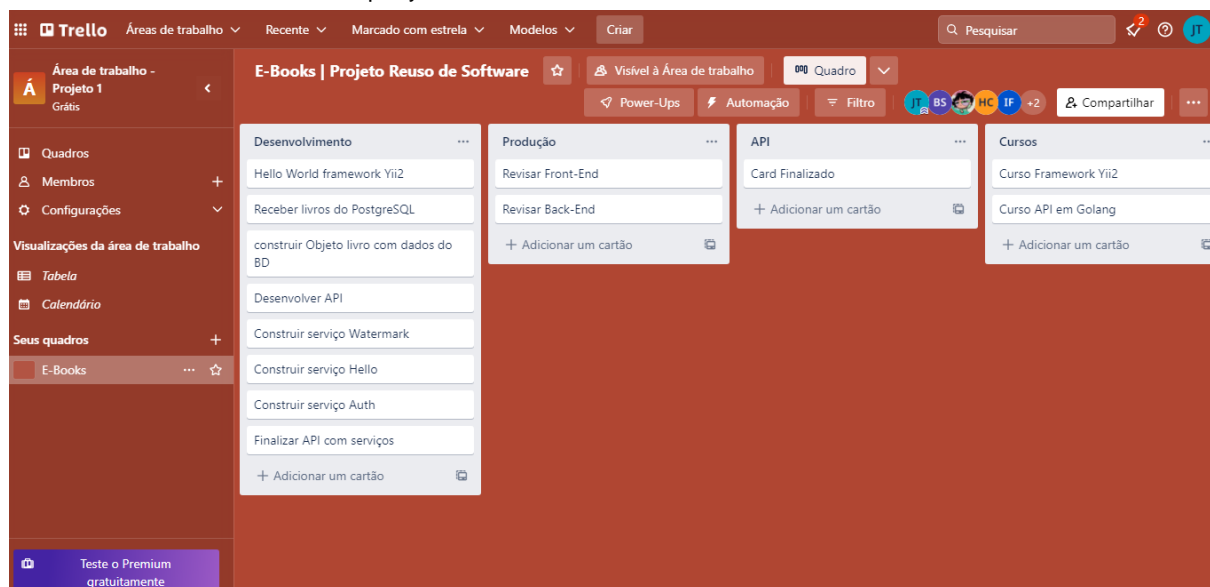 Trello Áreas de trabalho Recente Marcado com estrela Modelos Criar Pesquisar 2 JT
Á Área de trabalho -
Projeto 1
Grátis
Quadros
Membros +
Configurações
Visualizações da área de trabalho
Tabela
Calendário
Seus quadros +
E-Books ...
Teste o Premium
gratuitamente
E-Books | Projeto Reuso de Software Visível à Área de trabalho Quadro
Power-Ups Automação Filtro JT BS HC IF +2 Compartilhar ...
Desenvolvimento ...
Hello World framework Yii2
Receber livros do PostgreSQL
construir Objeto livro com dados do
BD
Desenvolver API
Construir serviço Watermark
Construir serviço Hello
Construir serviço Auth
Finalizar API com serviços
+ Adicionar um cartão
Produção ...
Revisar Front-End
Revisar Back-End
+ Adicionar um cartão
API ...
Card Finalizado
+ Adicionar um cartão
Cursos
Curso Framework Yii2
Curso API em Golang
+ Adicionar um cartão